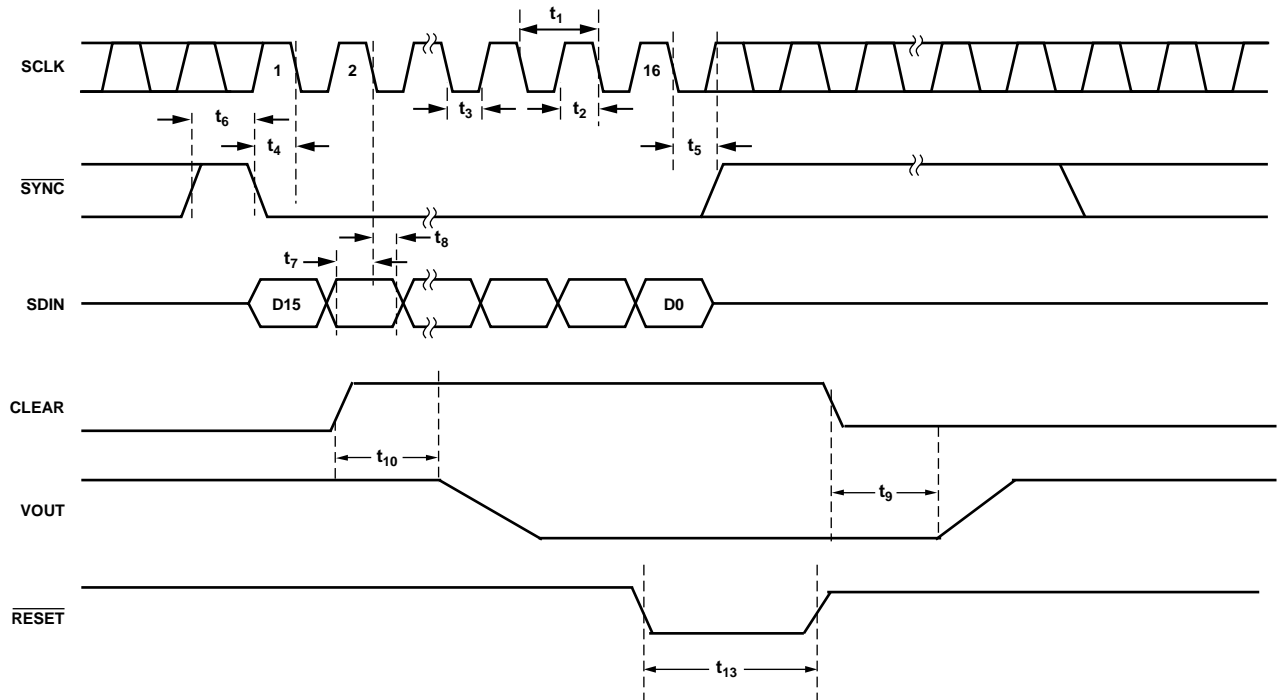 t1
SCLK
1
2
16
t3
t2
t6
t4
t5
SYNC
t8
t7
SDIN
D15
D0
CLEAR
t10
t9
VOUT
RESET
t13